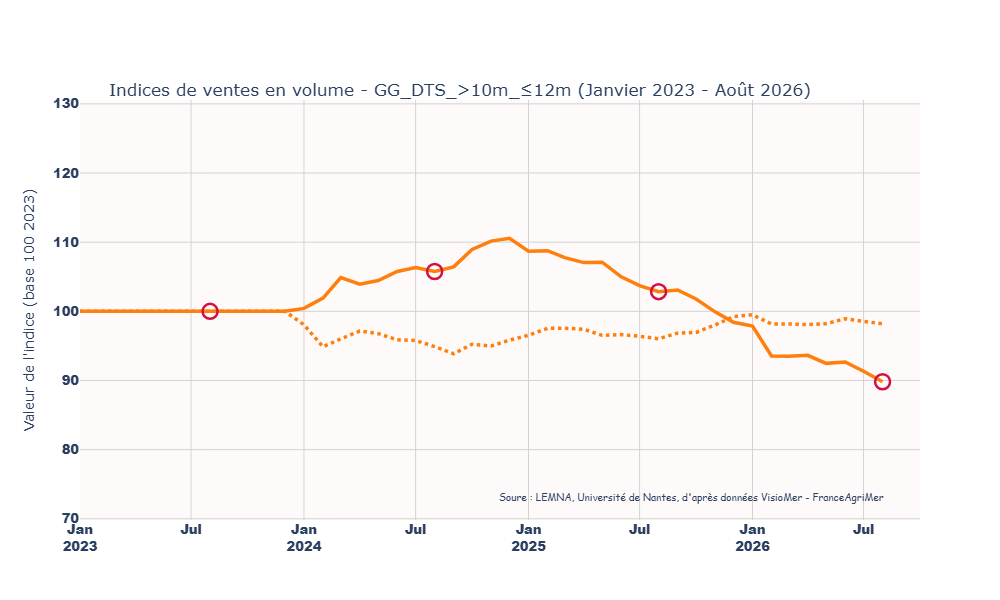 Indices de ventes en volume - GG_DTS_>10m_≤12m (Janvier 2023 - Août 2026)
Valeur de l'indice (base 100 2023)
130
120
110
100
90
80
70
Soure : LEMNA, Université de Nantes, d'après données VisioMer - FranceAgriMer
Jan Jul Jan Jul Jan Jul Jan Jul
2023 2024 2025 2026